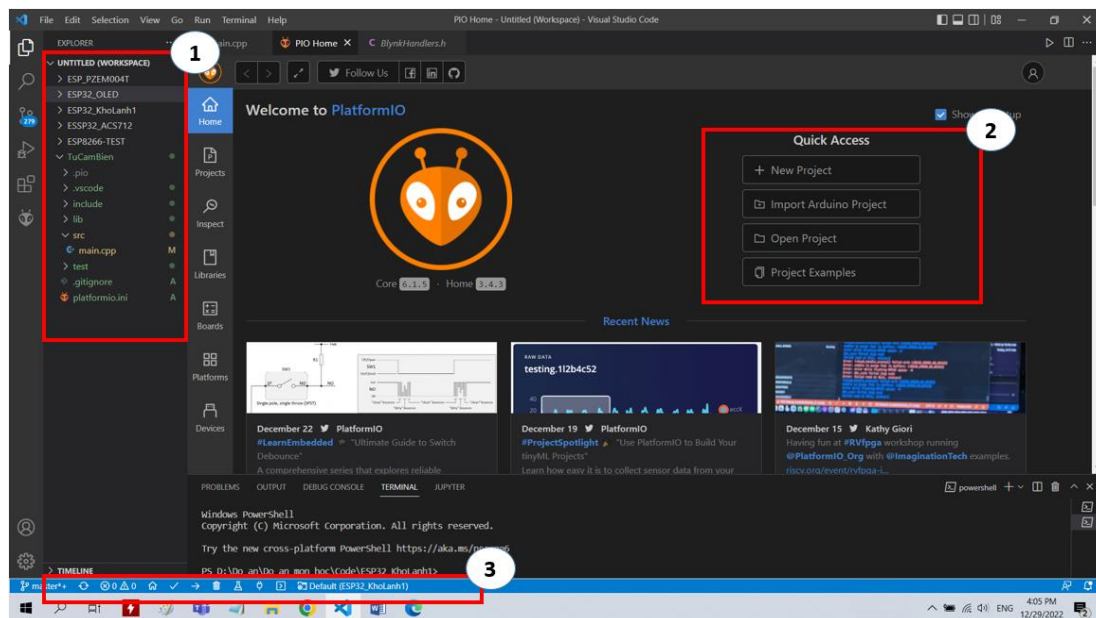 File Edit Selection View Go Run Terminal Help
PIO Home - Untitled (Workspace) - Visual Studio Code
EXPLORER
1
PIO Home
BlynkHandlers.h
UNTITLED (WORKSPACE)
ESP_PZEM004T
ESP32_OLED
ESP32_KhoLanh1
ESSP32_ACS712
ESP8266-TEST
TuCamBien
.pio
.vscode
include
lib
src
main.cpp M
test
.gitignore A
platformio.ini A
TIMELINE
279
Follow Us
Home
Projects
Inspect
Libraries
Boards
Platforms
Devices
Welcome to PlatformIO
2
Quick Access
New Project
Import Arduino Project
Open Project
Project Examples
Core 6.1.5 · Home 3.4.3
Recent News
RAW DATA
testing.1l2b4c52
December 22 PlatformIO
#LearnEmbedded "Ultimate Guide to Switch
Debounce"
A comprehensive series that explores reliable
December 19 PlatformIO
#ProjectSpotlight "Use PlatformIO to Build Your
tinyML Projects"
Learn how easy it is to collect sensor data from your
December 15 Kathy Giori
Having fun at #RVfpga workshop running
@PlatformIO_Org with @ImaginationTech examples.
riscv.org/event/rvfpga-i...
PROBLEMS OUTPUT DEBUG CONSOLE TERMINAL JUPYTER
powershell
Windows PowerShell
Copyright (C) Microsoft Corporation. All rights reserved.
Try the new cross-platform PowerShell https://aka.ms/
PS D:\Do an\Do an mon hoc\Code\ESP32_KhoLanh1>
3
0 0
Default (ESP32_KhoLanh1)
ENG
4:05 PM
12/29/2022